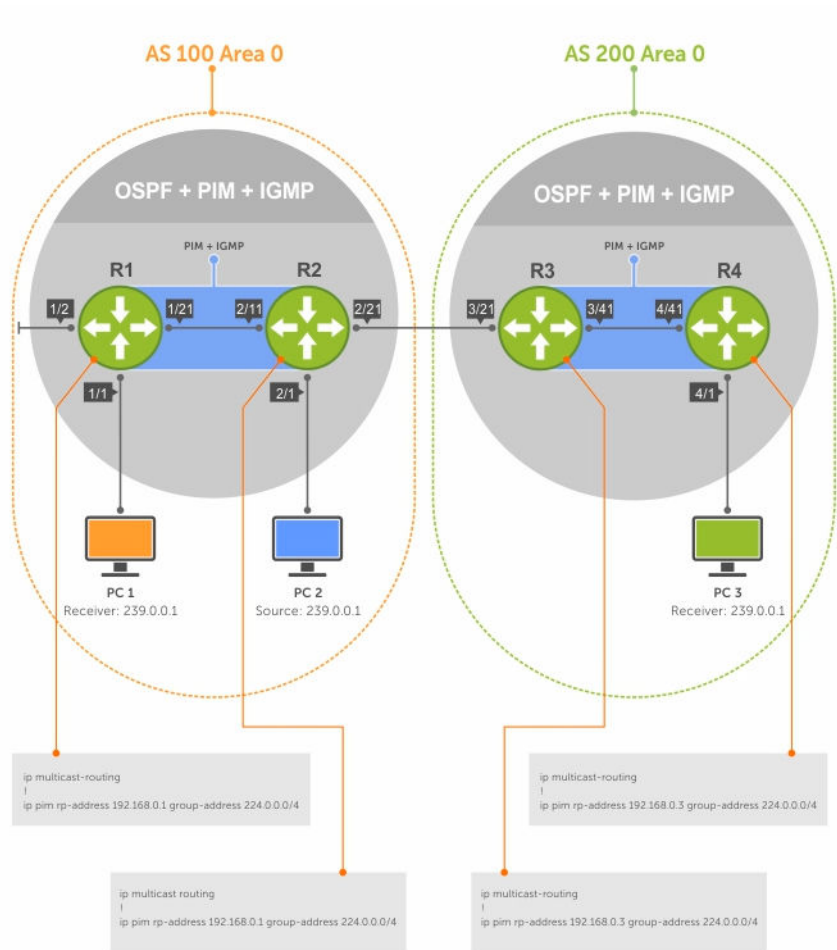 AS 100 Area 0
AS 200 Area 0
OSPF + PIM + IGMP
OSPF + PIM + IGMP
PIM + IGMP
PIM + IGMP
R1
R2
R3
R4
1/2
1/21
2/11
2/21
3/21
3/41
4/41
1/1
2/1
4/1
PC 1
Receiver: 239.0.0.1
PC 2
Source: 239.0.0.1
PC 3
Receiver: 239.0.0.1
ip multicast-routing
!
ip pim rp-address 192.168.0.1 group-address 224.0.0.0/4
ip multicast-routing
!
ip pim rp-address 192.168.0.3 group-address 224.0.0.0/4
ip multicast routing
!
ip pim rp-address 192.168.0.1 group-address 224.0.0.0/4
ip multicast-routing
!
ip pim rp-address 192.168.0.3 group-address 224.0.0.0/4